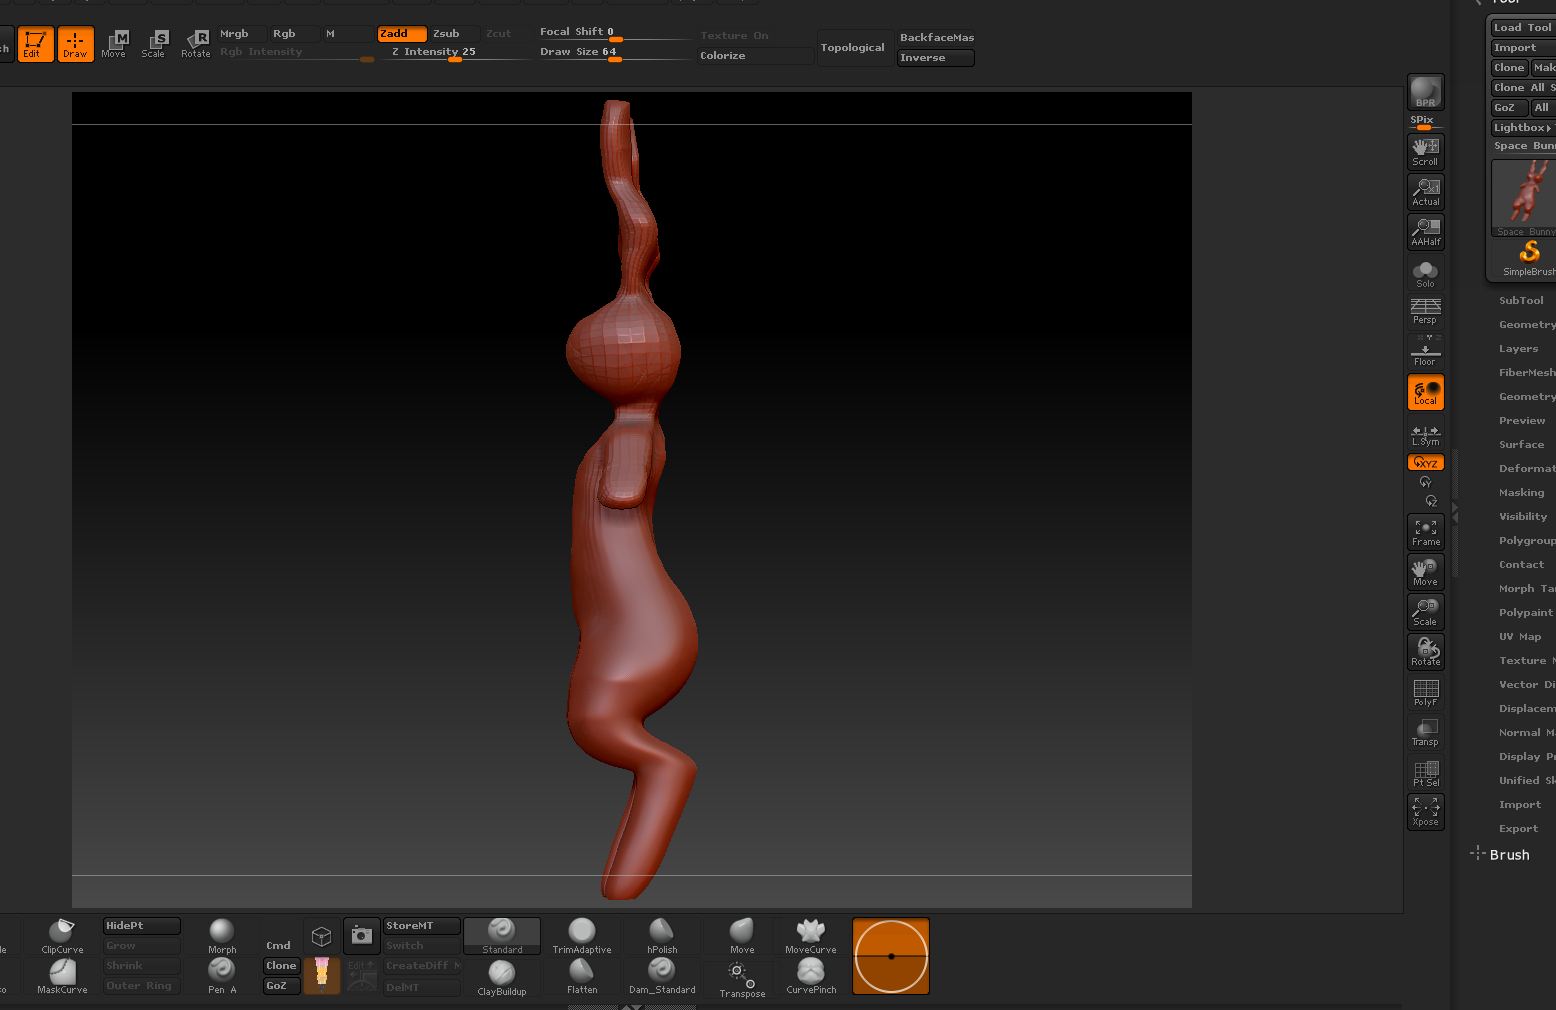 Tool
Edit
Draw
Move
Scale
Rotate
Mrgb
Rgb
M
Rgb Intensity
Zadd
Zsub
Zcut
Z Intensity 25
Focal Shift 0
Draw Size 64
Texture On
Colorize
Topological
BackfaceMas
Inverse
Load Tool
Import
Clone
Mak
Clone All S
GoZ
All
Lightbox
Space Bun
Space Bunny
SimpleBrush
SubTool
Geometry
Layers
FiberMesh
Geometry
Preview
Surface
Deformat
Masking
Visibility
Polygroup
Contact
Morph Ta
Polypaint
UV Map
Texture M
Vector Di
Displacem
Normal M
Display P
Unified Sk
Import
Export
Brush
BPR
SPix
Scroll
Actual
AAHalf
Solo
Persp
Floor
Local
L.Sym
XYZ
Y
Z
Frame
Move
Scale
Rotate
PolyF
Transp
Pt Sel
Xpose
ClipCurve
MaskCurve
HidePt
Grow
Shrink
Outer Ring
Morph
Pen A
Cmd
Clone
GoZ
Edit
StoreMT
Switch
CreateDiff M
DelMT
Standard
ClayBuildup
TrimAdaptive
Flatten
hPolish
Dam_Standard
Move
Transpose
MoveCurve
CurvePinch